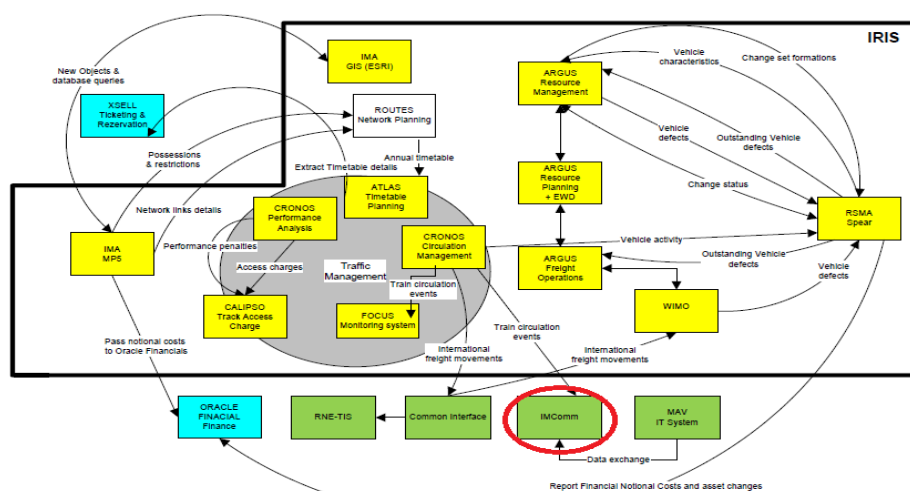 IRIS
IMA
GIS (ESRI)
New Objects &
database queries
XSELL
Ticketing &
Rezervation
ROUTES
Network Planning
Possessions
& restrictions
Extract Timetable details
Annual timetable
Network links details
ATLAS
Timetable
Planning
CRONOS
Performance
Analysis
CRONOS
Circulation
Management
IMA
MP5
Performance penalties
Access charges
Traffic
Management
Train circulation
events
CALIPSO
Track Access
Charge
FOCUS
Monitoring system
Pass notional costs
to Oracle Financials
ARGUS
Resource
Management
Vehicle
characteristics
Change set formations
Vehicle
defects
Outstanding Vehicle
defects
ARGUS
Resource
Planning
+ EWD
Change status
RSMA
Spear
Vehicle activity
ARGUS
Freight
Operations
Outstanding Vehicle
defects
Vehicle
defects
WIMO
Train circulation
events
International
freight movements
International
freight movements
ORACLE
FINACIAL
Finance
RNE-TIS
Common Interface
IMComm
MAV
IT System
Data exchange
Report Financial Notional Costs and asset changes